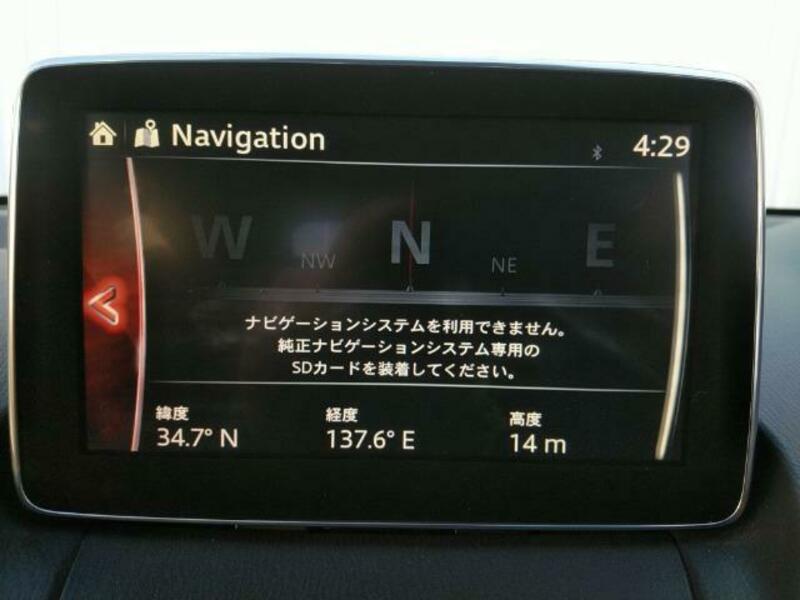 Navigation
4:29
W NW N NE E
ナビゲーションシステムを利用できません。
純正ナビゲーションシステム専用の
SDカードを装着してください。
緯度 経度 高度
34.7° N 137.6° E 14 m